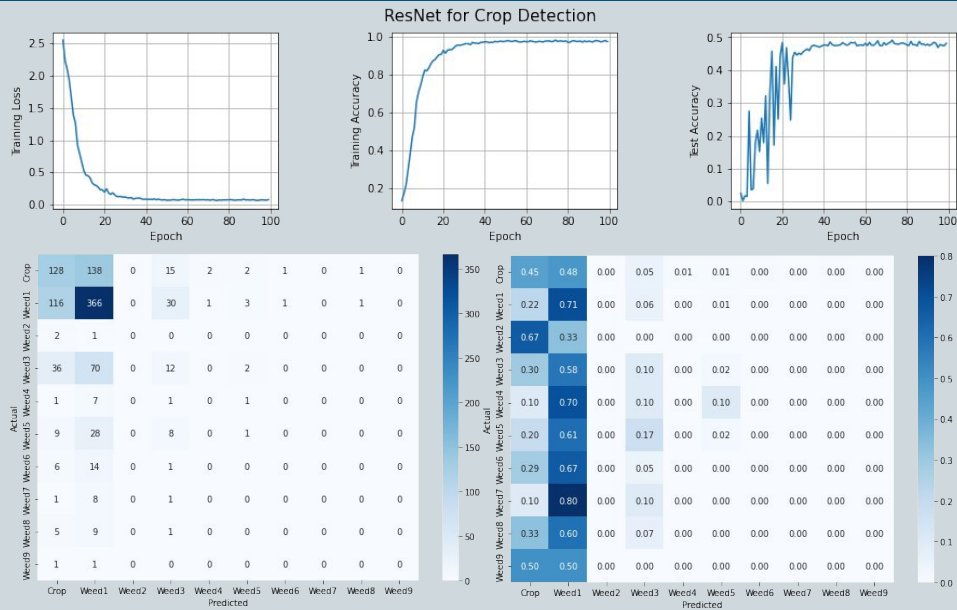 ResNet for Crop Detection
Training Loss
2.5
2.0
1.5
1.0
0.5
0.0
0 20 40 60 80 100
Epoch
Training Accuracy
1.0
0.8
0.6
0.4
0.2
0 20 40 60 80 100
Epoch
Test Accuracy
0.5
0.4
0.3
0.2
0.1
0.0
0 20 40 60 80 100
Epoch
Actual
Crop 128 138 0 15 2 2 1 0 1 0
Weed1 116 366 0 30 1 3 1 0 1 0
Weed2 2 1 0 0 0 0 0 0 0 0
Weed3 36 70 0 12 0 2 0 0 0 0
Weed4 1 7 0 1 0 1 0 0 0 0
Weed5 9 28 0 8 0 1 0 0 0 0
Weed6 6 14 0 1 0 0 0 0 0 0
Weed7 1 8 0 1 0 0 0 0 0 0
Weed8 5 9 0 1 0 0 0 0 0 0
Weed9 1 1 0 0 0 0 0 0 0 0
Crop Weed1 Weed2 Weed3 Weed4 Weed5 Weed6 Weed7 Weed8 Weed9
Predicted
350
300
250
200
150
100
50
0
Actual
Crop 0.45 0.48 0.00 0.05 0.01 0.01 0.00 0.00 0.00 0.00
Weed1 0.22 0.71 0.00 0.06 0.00 0.01 0.00 0.00 0.00 0.00
Weed2 0.67 0.33 0.00 0.00 0.00 0.00 0.00 0.00 0.00 0.00
Weed3 0.30 0.58 0.00 0.10 0.00 0.02 0.00 0.00 0.00 0.00
Weed4 0.10 0.70 0.00 0.10 0.00 0.10 0.00 0.00 0.00 0.00
Weed5 0.20 0.61 0.00 0.17 0.00 0.02 0.00 0.00 0.00 0.00
Weed6 0.29 0.67 0.00 0.05 0.00 0.00 0.00 0.00 0.00 0.00
Weed7 0.10 0.80 0.00 0.10 0.00 0.00 0.00 0.00 0.00 0.00
Weed8 0.33 0.60 0.00 0.07 0.00 0.00 0.00 0.00 0.00 0.00
Weed9 0.50 0.50 0.00 0.00 0.00 0.00 0.00 0.00 0.00 0.00
Crop Weed1 Weed2 Weed3 Weed4 Weed5 Weed6 Weed7 Weed8 Weed9
Predicted
0.8
0.7
0.6
0.5
0.4
0.3
0.2
0.1
0.0